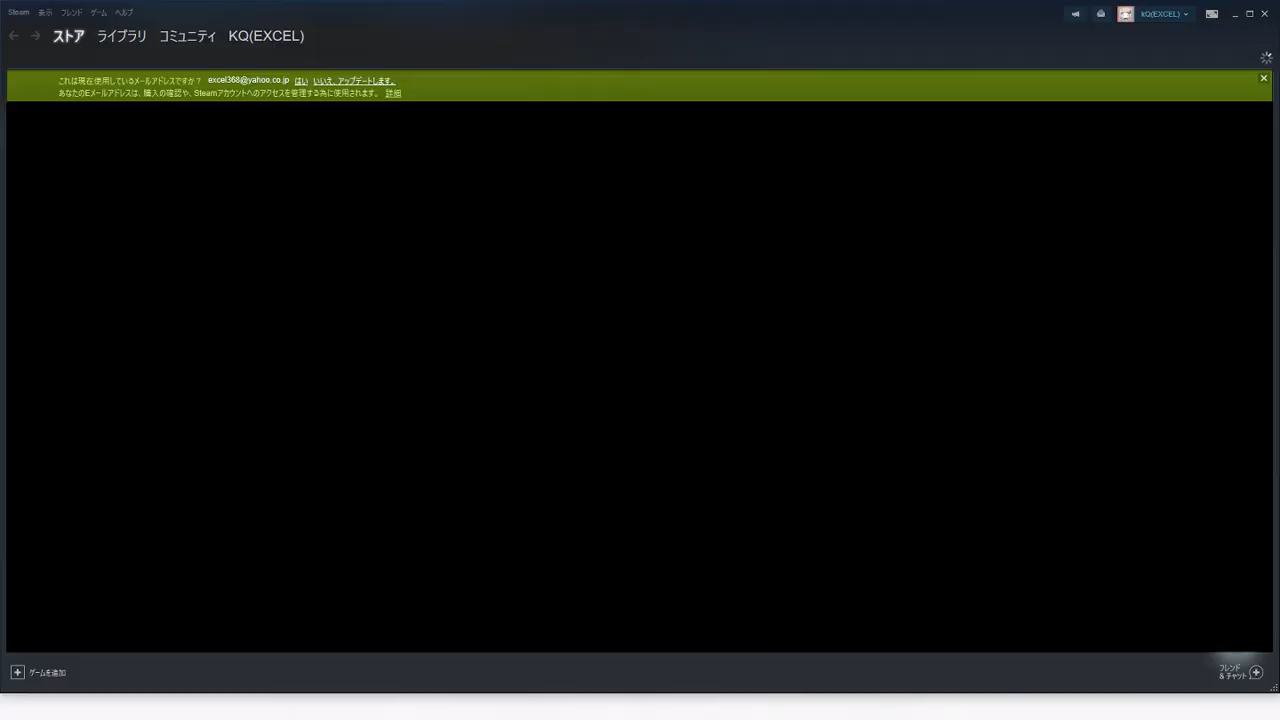 Steam 表示 フレンド ゲーム ヘルプ
KQ(EXCEL)
ストア ライブラリ コミュニティ KQ(EXCEL)
これは現在使用しているメールアドレスですか? excel368@yahoo.co.jp はい いいえ、アップデートします。
あなたのEメールアドレスは、購入の確認や、Steamアカウントへのアクセスを管理する為に使用されます。 詳細
ゲームを追加
フレンド
& チャット